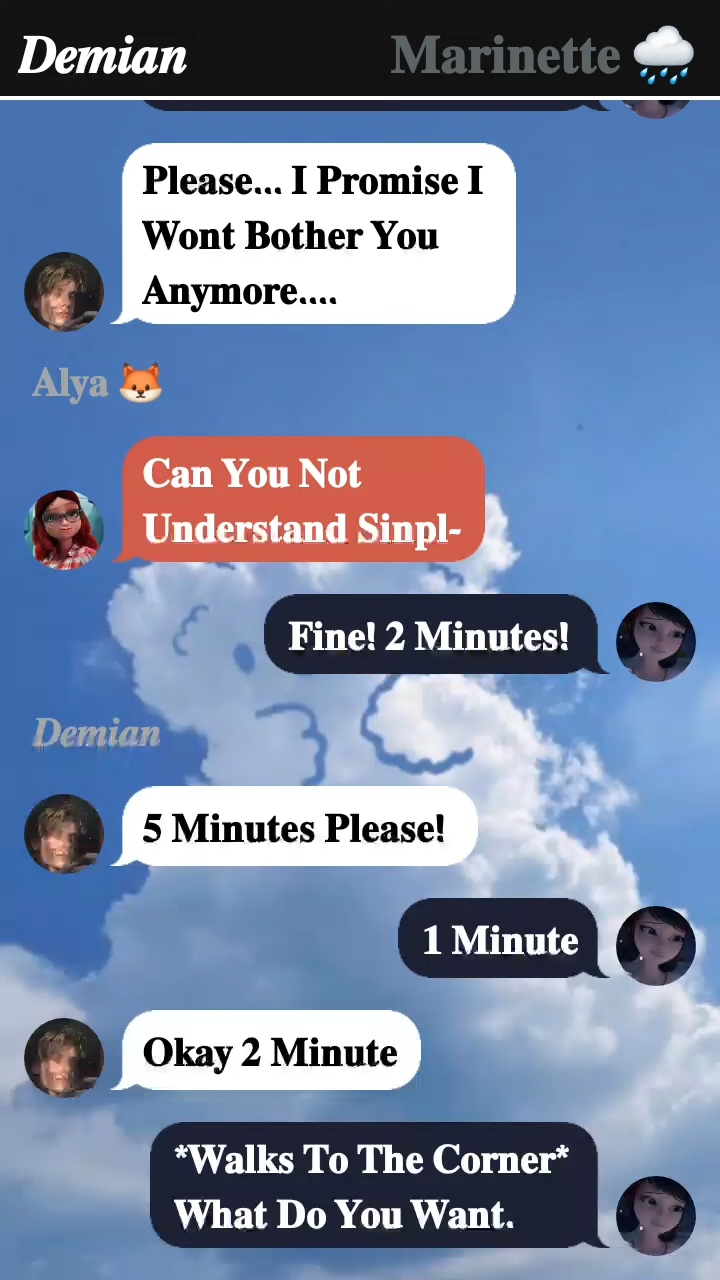 Demian
Marinette 🌧️
Please... I Promise I
Wont Bother You
Anymore....
Alya 🦊
Can You Not
Understand Sinpl-
Fine! 2 Minutes!
Demian
5 Minutes Please!
1 Minute
Okay 2 Minute
*Walks To The Corner*
What Do You Want.